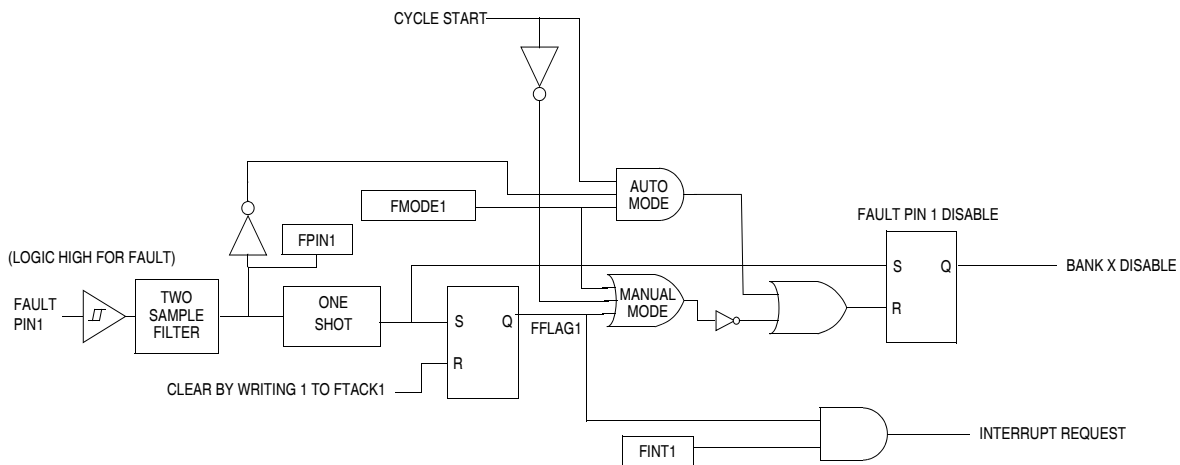 CYCLE START
AUTO
MODE
FMODE1
FAULT PIN 1 DISABLE
FPIN1
(LOGIC HIGH FOR FAULT)
S
Q
BANK X DISABLE
FAULT
PIN1
TWO
SAMPLE
FILTER
ONE
SHOT
MANUAL
MODE
R
S
Q
FFLAG1
R
CLEAR BY WRITING 1 TO FTACK1
FINT1
INTERRUPT REQUEST